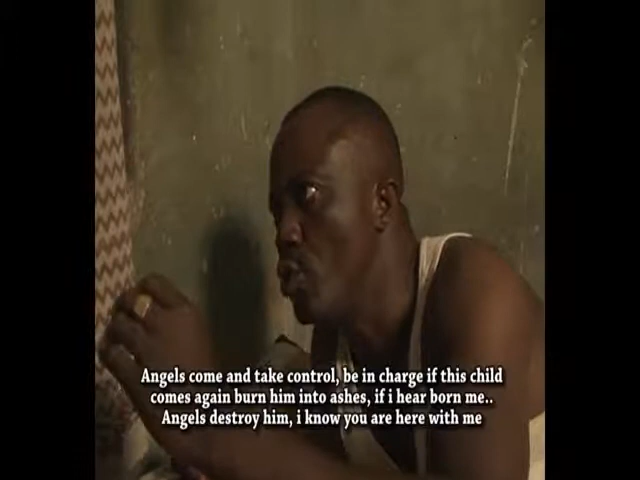 Angels come and take control, be in charge if this child
comes again burn him into ashes, if i hear born me..
Angels destroy him, i know you are here with me